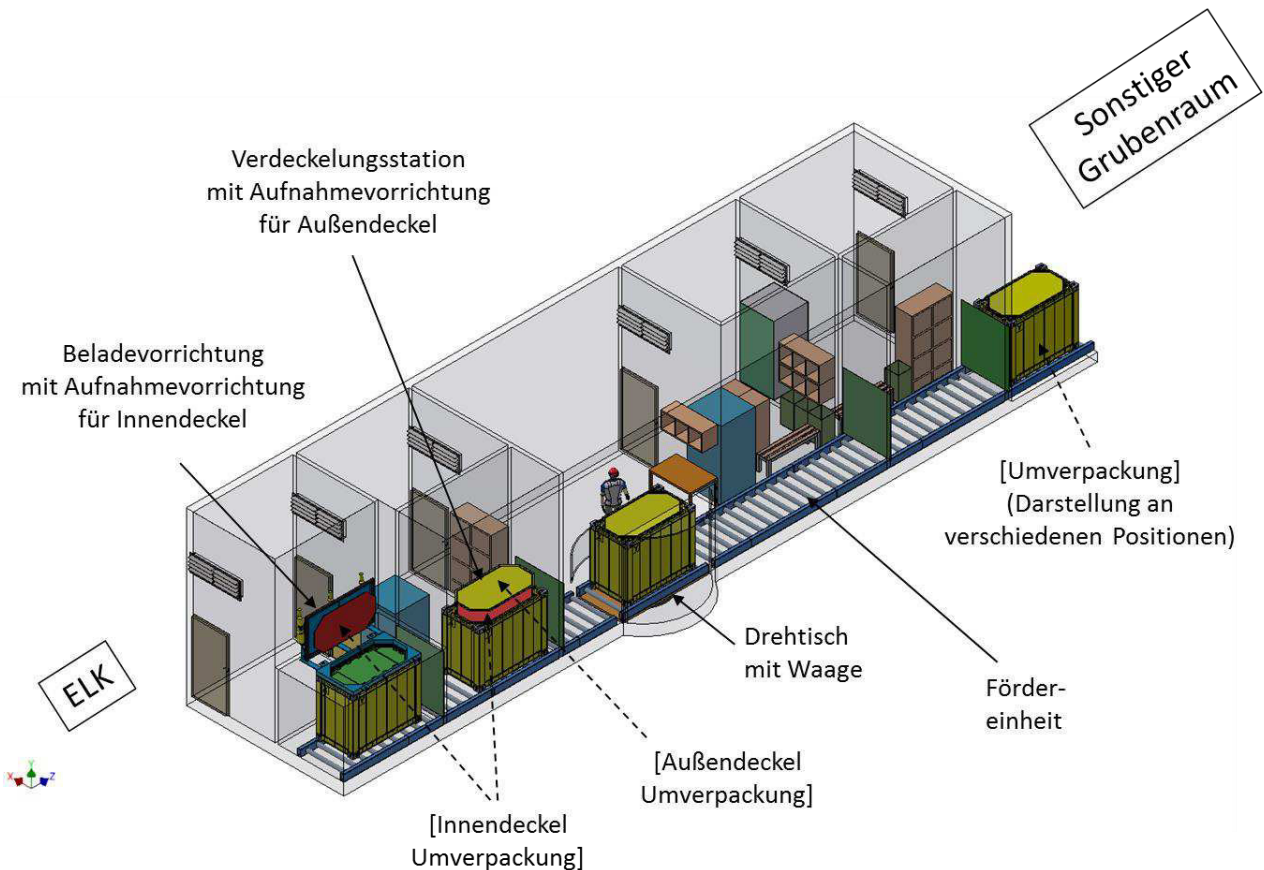 Sonstiger
Grubenraum
Verdeckelungsstation
mit Aufnahmevorrichtung
für Außendeckel
Beladevorrichtung
mit Aufnahmevorrichtung
für Innendeckel
[Umverpackung]
(Darstellung an
verschiedenen Positionen)
Drehtisch
mit Waage
Förder-
einheit
ELK
[Außendeckel
Umverpackung]
[Innendeckel
Umverpackung]
X
Y
Z